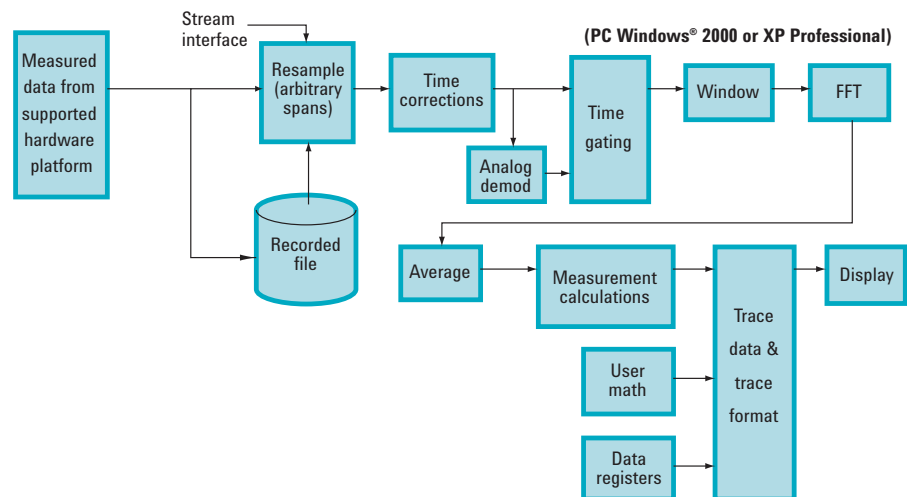 Stream
interface
(PC Windows® 2000 or XP Professional)
Measured
data from
supported
hardware
platform
Resample
(arbitrary
spans)
Time
corrections
Time
gating
Window
FFT
Analog
demod
Recorded
file
Average
Measurement
calculations
Trace
data &
trace
format
Display
User
math
Data
registers